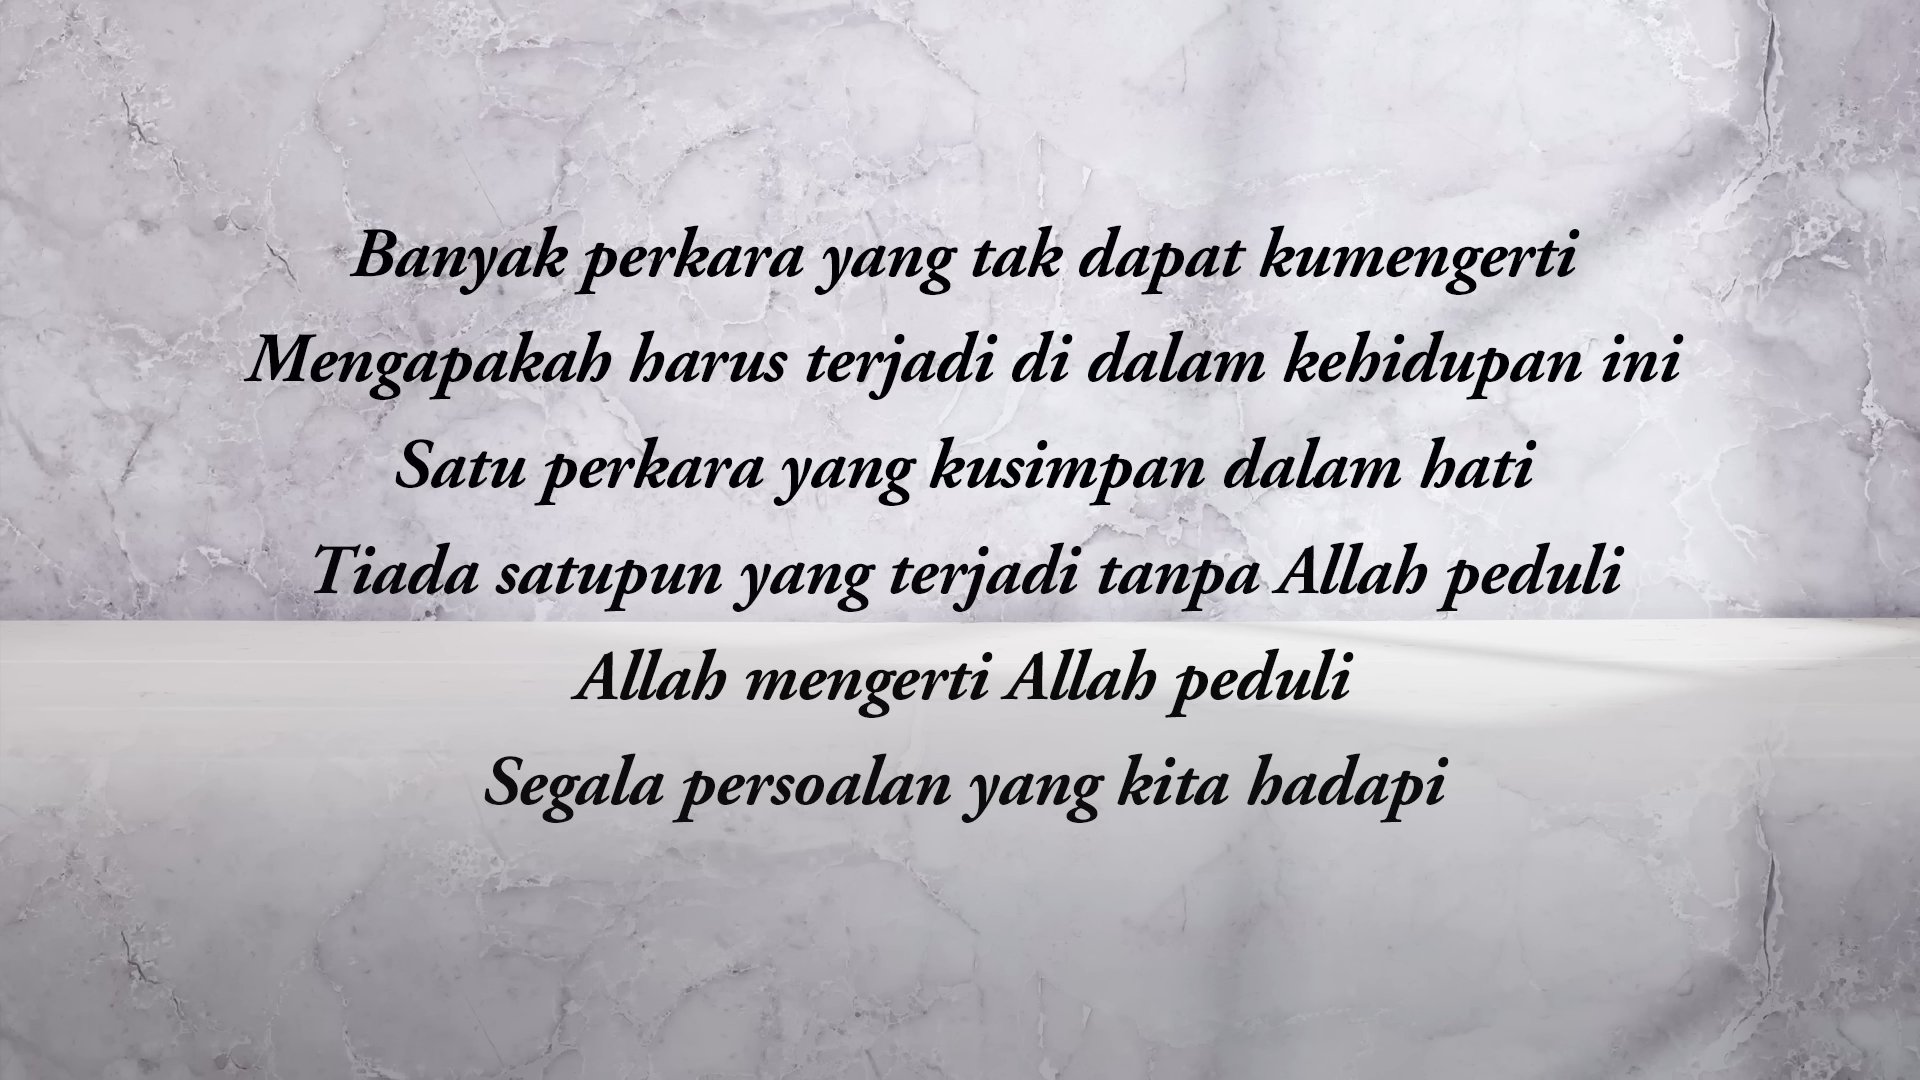 Banyak perkara yang tak dapat kumengerti
Mengapakah harus terjadi di dalam kehidupan ini
Satu perkara yang kusimpan dalam hati
Tiada satupun yang terjadi tanpa Allah peduli
Allah mengerti Allah peduli
Segala persoalan yang kita hadapi